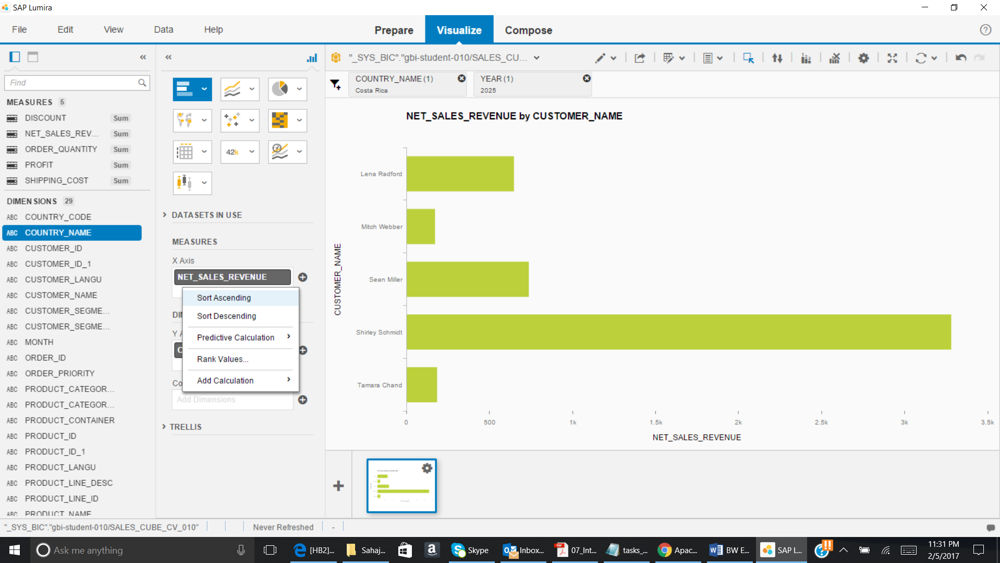 SAP Lumira
File Edit View Data Help Prepare Visualize Compose
"_SYS_BIC"."gbi-student-010/SALES_CU...
Find
MEASURES 5
DISCOUNT Sum
NET_SALES_REV... Sum
ORDER_QUANTITY Sum
PROFIT Sum
SHIPPING_COST Sum
DIMENSIONS 29
ABC COUNTRY_CODE
ABC COUNTRY_NAME
ABC CUSTOMER_ID
ABC CUSTOMER_ID_1
ABC CUSTOMER_LANGU
ABC CUSTOMER_NAME
ABC CUSTOMER_SEGME...
ABC CUSTOMER_SEGME...
ABC MONTH
ABC ORDER_ID
ABC ORDER_PRIORITY
ABC PRODUCT_CATEGOR...
ABC PRODUCT_CATEGOR...
ABC PRODUCT_CONTAINER
ABC PRODUCT_ID
ABC PRODUCT_ID_1
ABC PRODUCT_LANGU
ABC PRODUCT_LINE_DESC
ABC PRODUCT_LINE_ID
ABC PRODUCT_NAME
42k
DATASETS IN USE
MEASURES
X Axis
NET_SALES_REVENUE
Sort Ascending
Sort Descending
Predictive Calculation
Rank Values...
Add Calculation
DI
Y A
C
Co
Add Dimensions
TRELLIS
COUNTRY_NAME (1)
Costa Rica
YEAR (1)
2025
NET_SALES_REVENUE by CUSTOMER_NAME
CUSTOMER_NAME
Lena Radford
Mitch Webber
Sean Miller
Shirley Schmidt
Tamara Chand
0 500 1k 1.5k 2k 2.5k 3k 3.5k
NET_SALES_REVENUE
"_SYS_BIC"."gbi-student-010/SALES_CUBE_CV_010" Never Refreshed -
Ask me anything
[HB2]...
Sahaj...
a
Skype
Inbox...
07_Int...
tasks_...
Apac...
BW E...
SAP L...
11:31 PM
2/5/2017